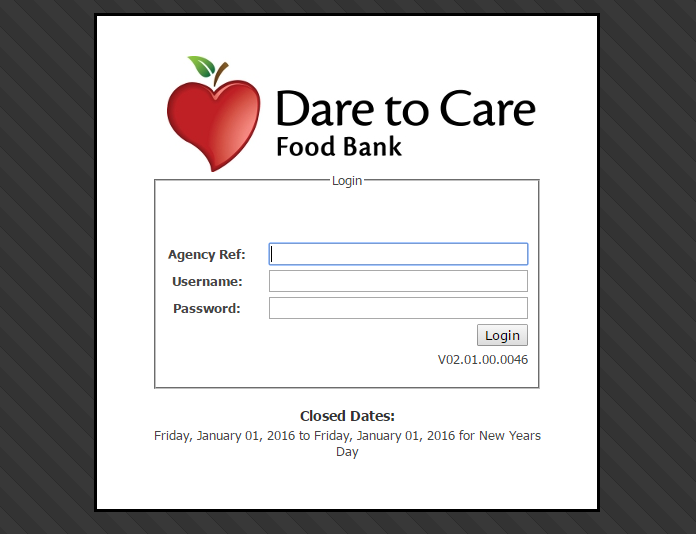 Dare to Care
Food Bank
Login
Agency Ref:
Username:
Password:
Login
V02.01.00.0046
Closed Dates:
Friday, January 01, 2016 to Friday, January 01, 2016 for New Years
Day